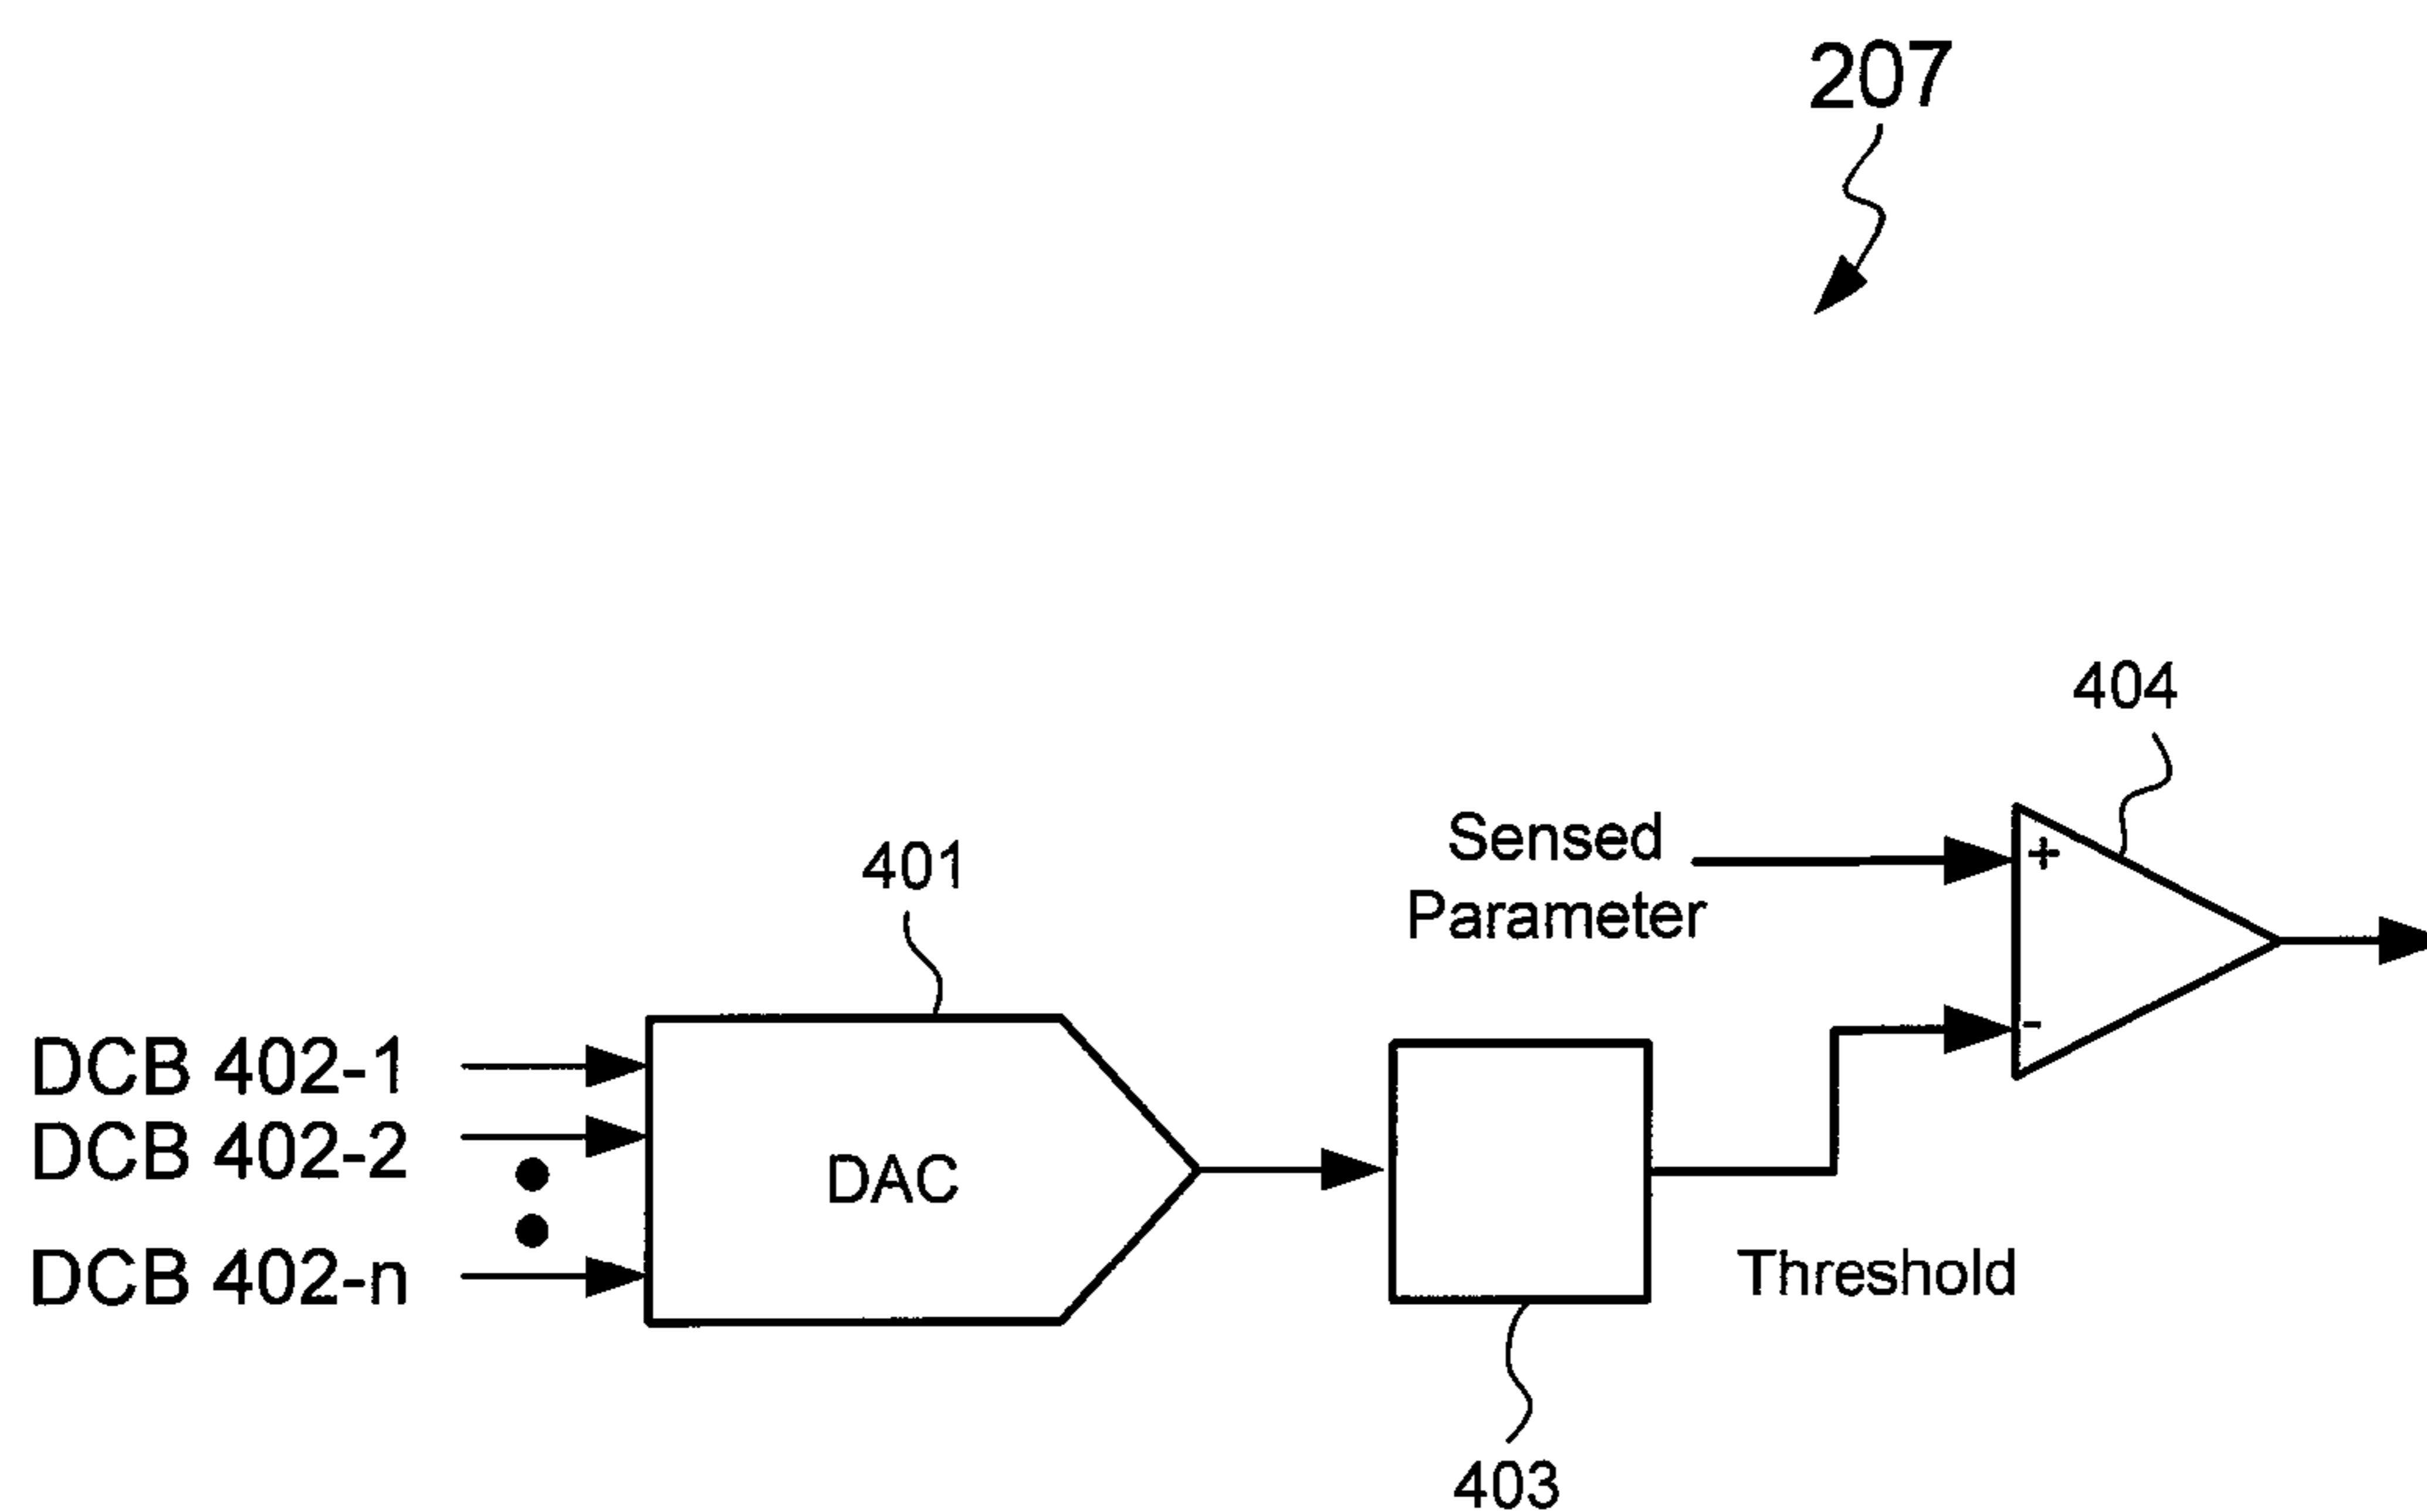 207
404
Sensed
Parameter
+
-
401
DCB 402-1
DCB 402-2
DCB 402-n
DAC
Threshold
403